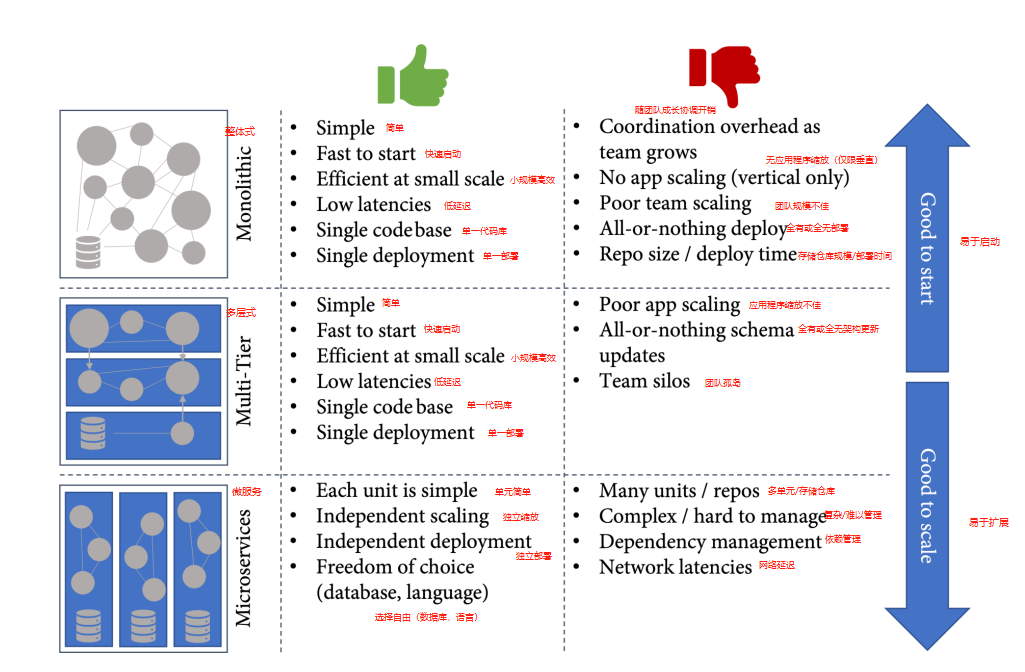 整体式
Monolithic
• Simple 简单
• Fast to start 快速启动
• Efficient at small scale 小规模高效
• Low latencies 低延迟
• Single code base 单一代码库
• Single deployment 单一部署
随团队成长协调开销
• Coordination overhead as
team grows
无应用程序缩放（仅限垂直）
• No app scaling (vertical only)
• Poor team scaling 团队规模不佳
• All-or-nothing deploy 全有或全无部署
• Repo size / deploy time 存储仓库规模/部署时间
多层式
Multi-Tier
• Simple 简单
• Fast to start 快速启动
• Efficient at small scale 小规模高效
• Low latencies 低延迟
• Single code base 单一代码库
• Single deployment 单一部署
• Poor app scaling 应用程序缩放不佳
• All-or-nothing schema 全有或全无架构更新
updates
• Team silos 团队孤岛
微服务
Microservices
• Each unit is simple 单元简单
• Independent scaling 独立缩放
• Independent deployment
独立部署
• Freedom of choice
(database, language)
选择自由（数据库、语言）
• Many units / repos 多单元/存储仓库
• Complex / hard to manage 复杂/难以管理
• Dependency management 依赖管理
• Network latencies 网络延迟
Good to start
易于启动
Good to scale
易于扩展